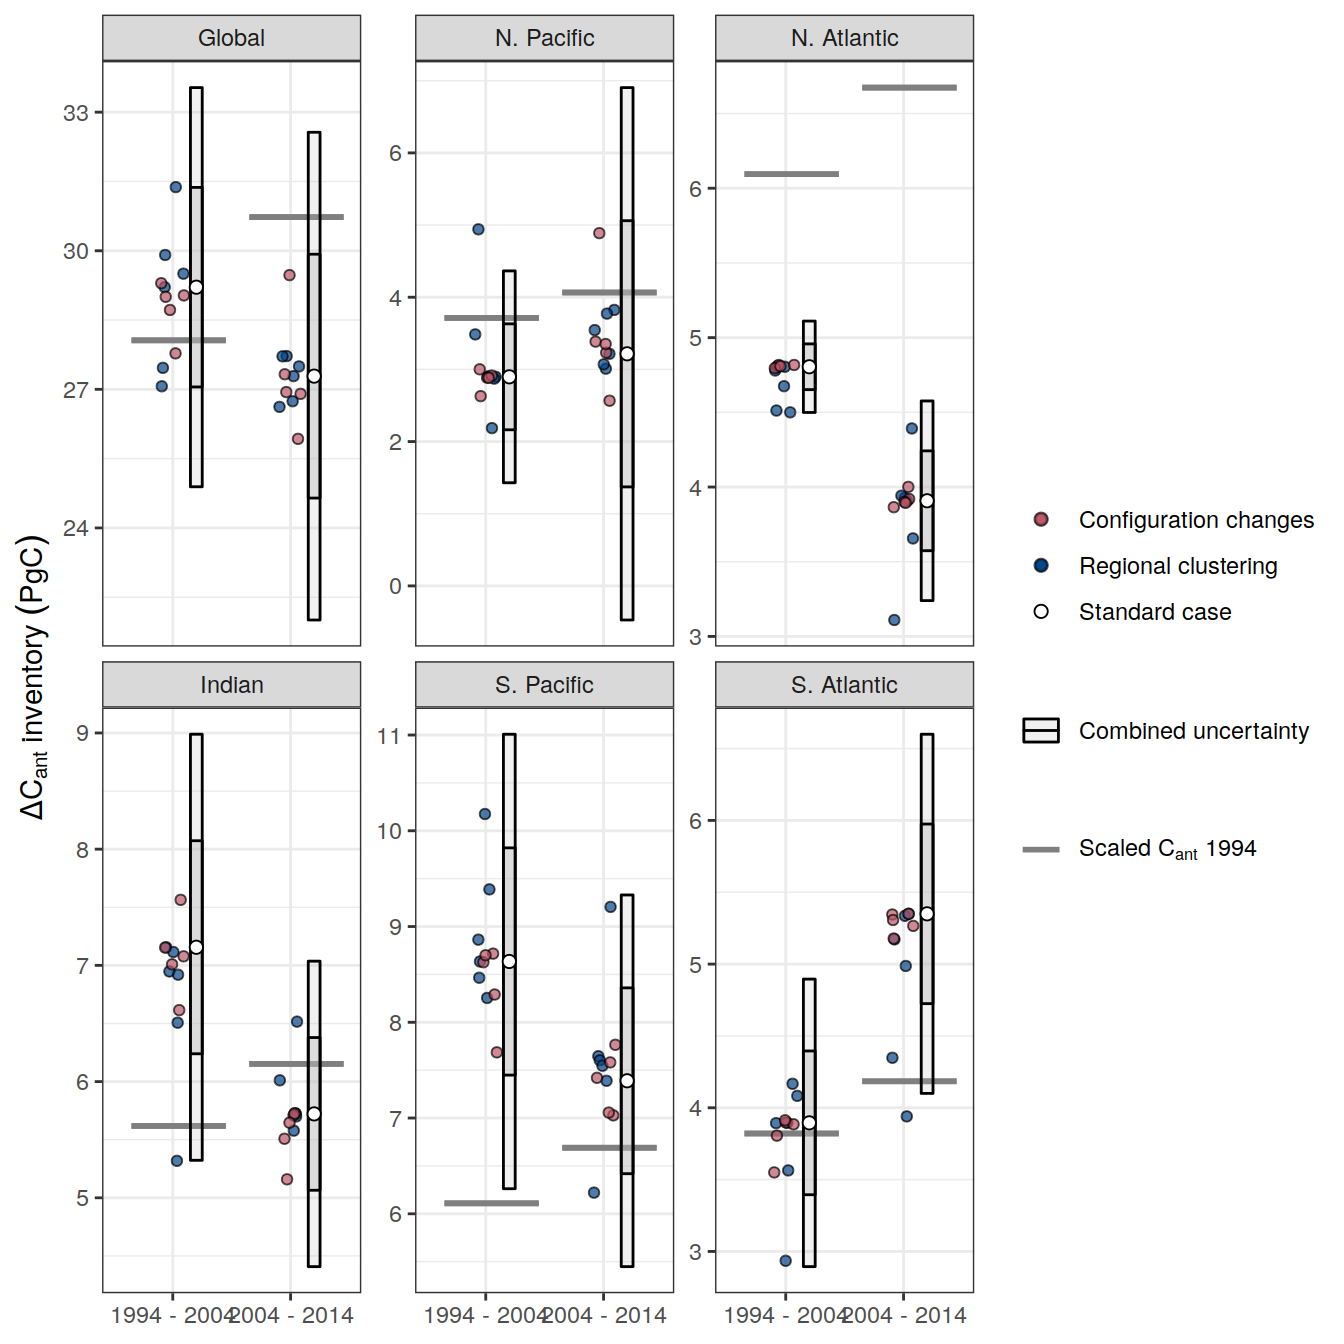 Global
N. Pacific
N. Atlantic
33
30
27
24
6
4
2
0
6
5
4
3
Indian
S. Pacific
S. Atlantic
9
8
7
6
5
11
10
9
8
7
6
6
5
4
3
1994 - 2004
2004 - 2014
1994 - 2004
2004 - 2014
1994 - 2004
2004 - 2014
ΔCant inventory (PgC)
Configuration changes
Regional clustering
Standard case
Combined uncertainty
Scaled Cant 1994